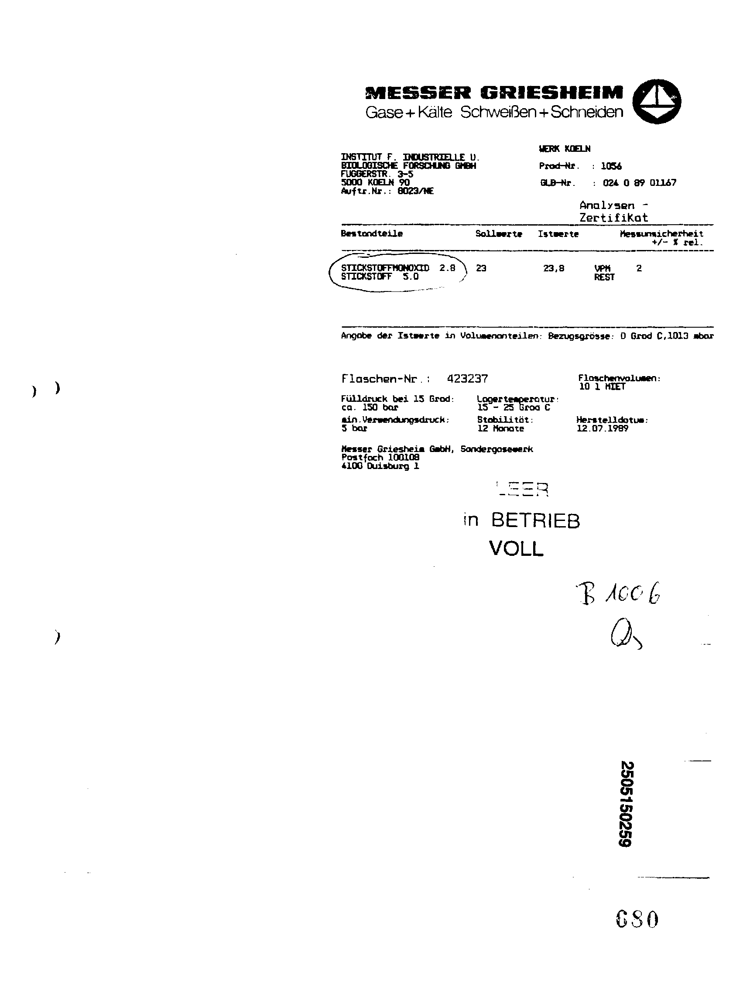 MESSER GRIESHEIM
Gase+Kälte Schweißen+Schneiden
INSTITUT F. INDUSTRIELLE U.
BIOLOGISCHE FORSCHUNG GMBH
FUGGERSTR. 3-5
5000 KOELN 90
Auftr.Nr.: 8023/NE
WERK KOELN
Prod-Nr. : 1056
GLB-Nr. : 024 0 89 01167
Analysen -
Zertifikat
Bestandteile Sollwerte Istwerte Messunsicherheit
+/- % rel.
STICKSTOFFMONOXID 2.8 23 23,8 VPM 2
STICKSTOFF 5.0 REST
Angabe der Istwerte in Volumenanteilen: Bezugsgrösse: 0 Grad C,1013 mbar
Flaschen-Nr.: 423237
Flaschenvolumen:
10 l MIET
Fülldruck bei 15 Grad:
ca. 150 bar
Lagertemperatur:
15 - 25 Grad C
min.Verwendungsdruck:
5 bar
Stabilität:
12 Monate
Herstelldatum:
12.07.1989
Messer Griesheim GmbH, Sondergasewerk
Postfach 100108
4100 Duisburg 1
LEER
in BETRIEB
VOLL
B 1006
2505150259
680